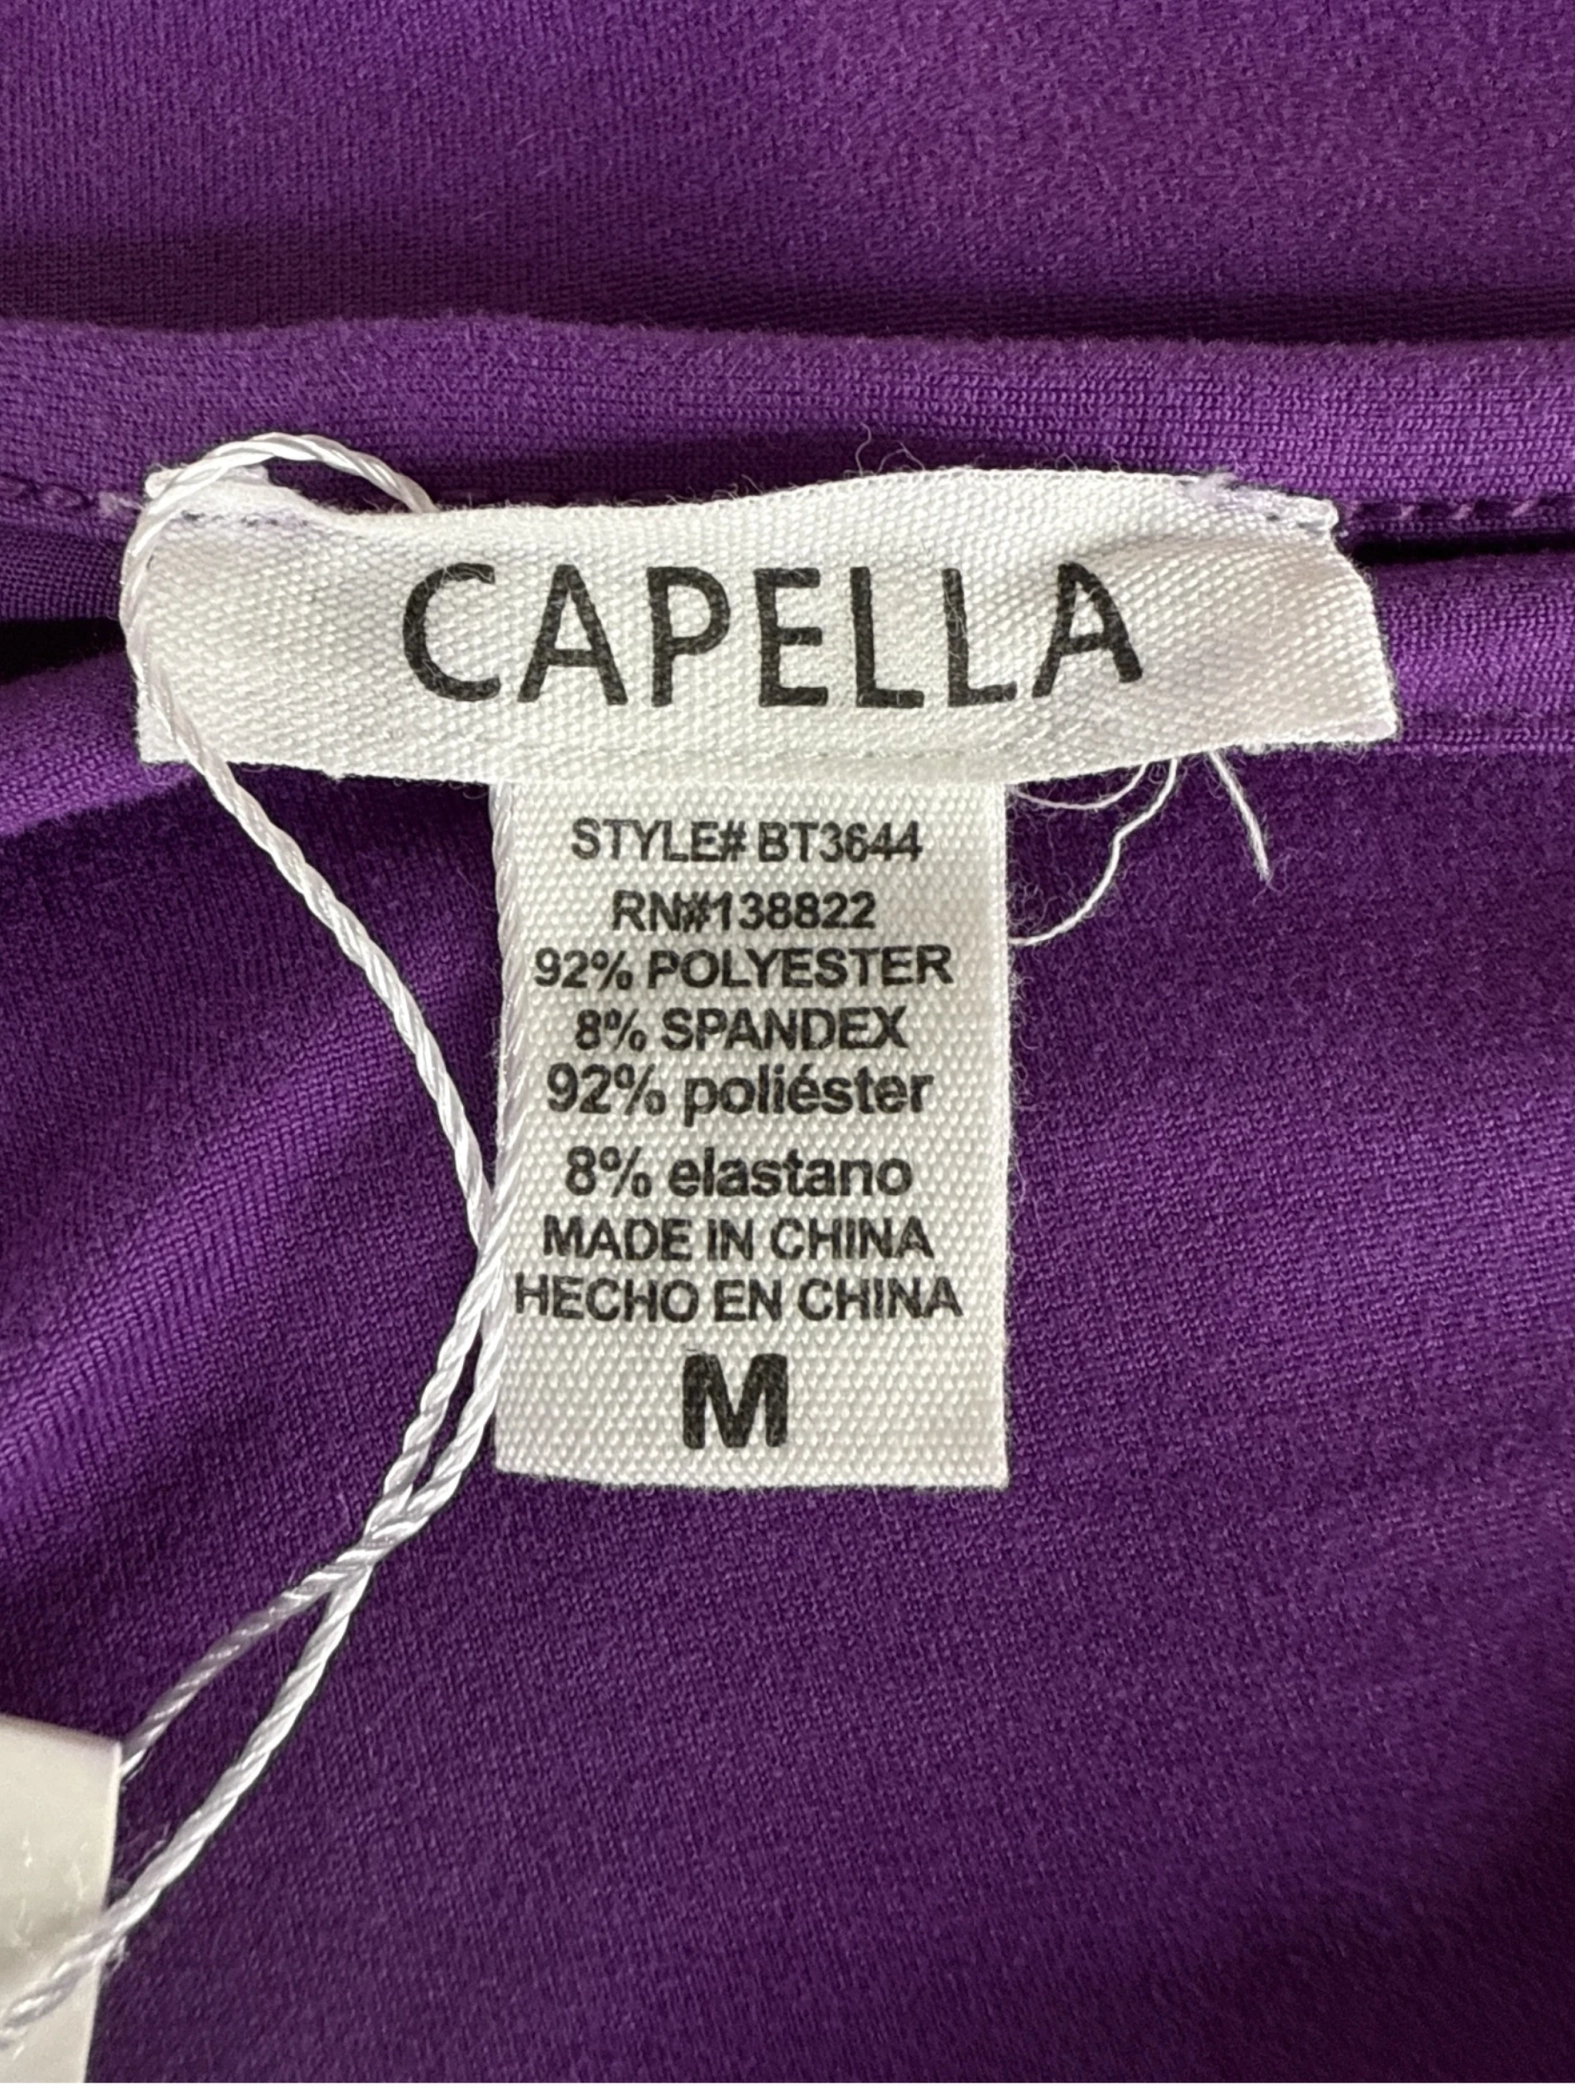 CAPELLA
STYLE# BT3644
RN#138822
92% POLYESTER
8% SPANDEX
92% poliéster
8% elastano
MADE IN CHINA
HECHO EN CHINA
M